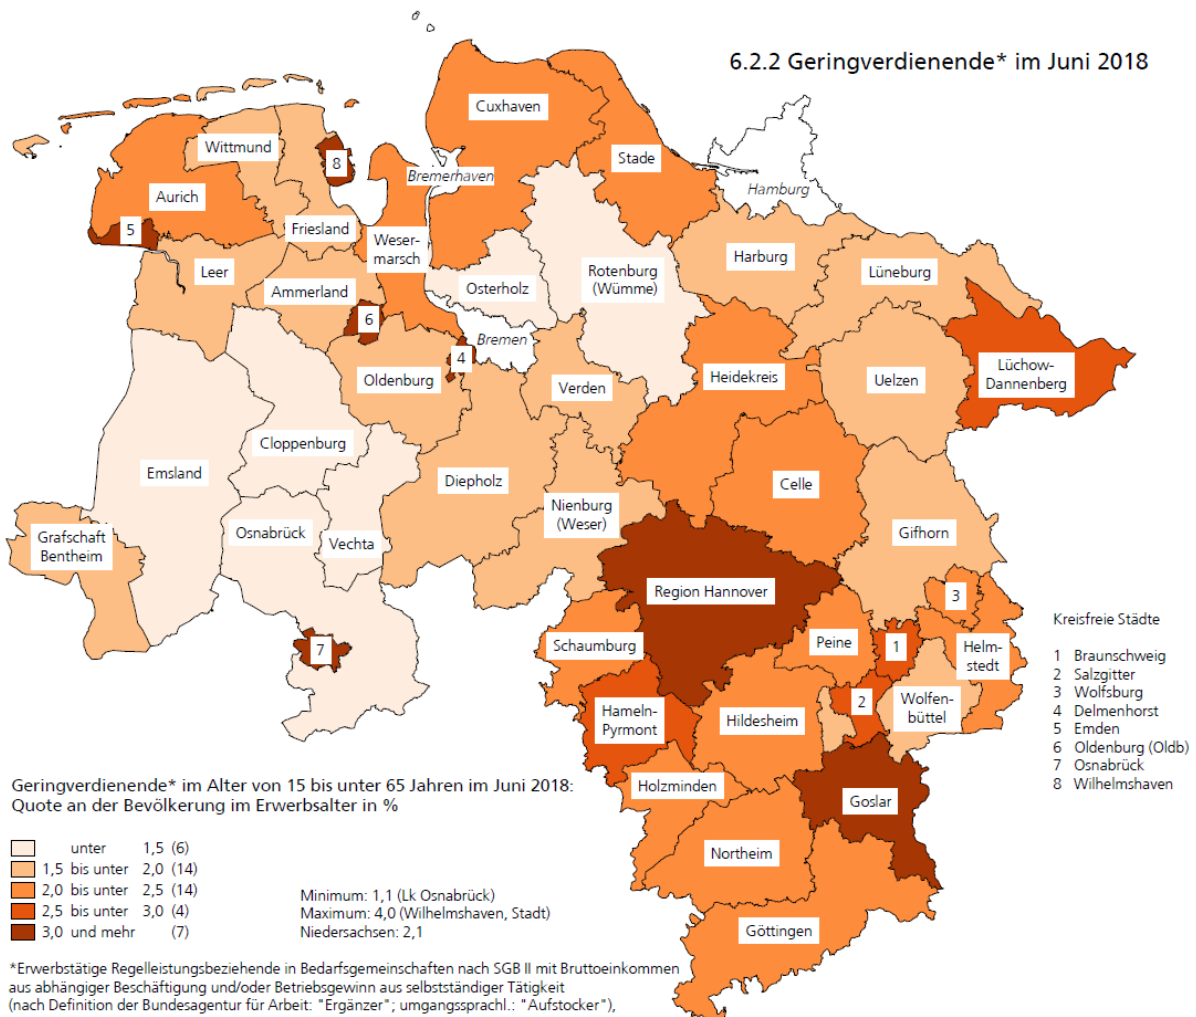 6.2.2 Geringverdienende* im Juni 2018
Cuxhaven
Wittmund
8
Stade
Bremerhaven
Hamburg
Aurich
5
Friesland
Weser-
marsch
Harburg
Leer
Rotenburg
(Wümme)
Lüneburg
Ammerland
Osterholz
6
Bremen
4
Lüchow-
Dannenberg
Oldenburg
Verden
Heidekreis
Uelzen
Cloppenburg
Emsland
Diepholz
Celle
Nienburg
(Weser)
Grafschaft
Bentheim
Osnabrück
Vechta
Gifhorn
Region Hannover
3
Schaumburg
Peine
1
Helm-
stedt
7
Hameln-
Pyrmont
Hildesheim
2
Wolfen-
büttel
Holzminden
Goslar
Northeim
Göttingen
Kreisfreie Städte
1 Braunschweig
2 Salzgitter
3 Wolfsburg
4 Delmenhorst
5 Emden
6 Oldenburg (Oldb)
7 Osnabrück
8 Wilhelmshaven
Geringverdienende* im Alter von 15 bis unter 65 Jahren im Juni 2018:
Quote an der Bevölkerung im Erwerbsalter in %
unter 1,5 (6)
1,5 bis unter 2,0 (14)
2,0 bis unter 2,5 (14)
2,5 bis unter 3,0 (4)
3,0 und mehr (7)
Minimum: 1,1 (Lk Osnabrück)
Maximum: 4,0 (Wilhelmshaven, Stadt)
Niedersachsen: 2,1
*Erwerbstätige Regelleistungsbeziehende in Bedarfsgemeinschaften nach SGB II mit Bruttoeinkommen
aus abhängiger Beschäftigung und/oder Betriebsgewinn aus selbstständiger Tätigkeit
(nach Definition der Bundesagentur für Arbeit: "Ergänzer"; umgangssprachl.: "Aufstocker"),